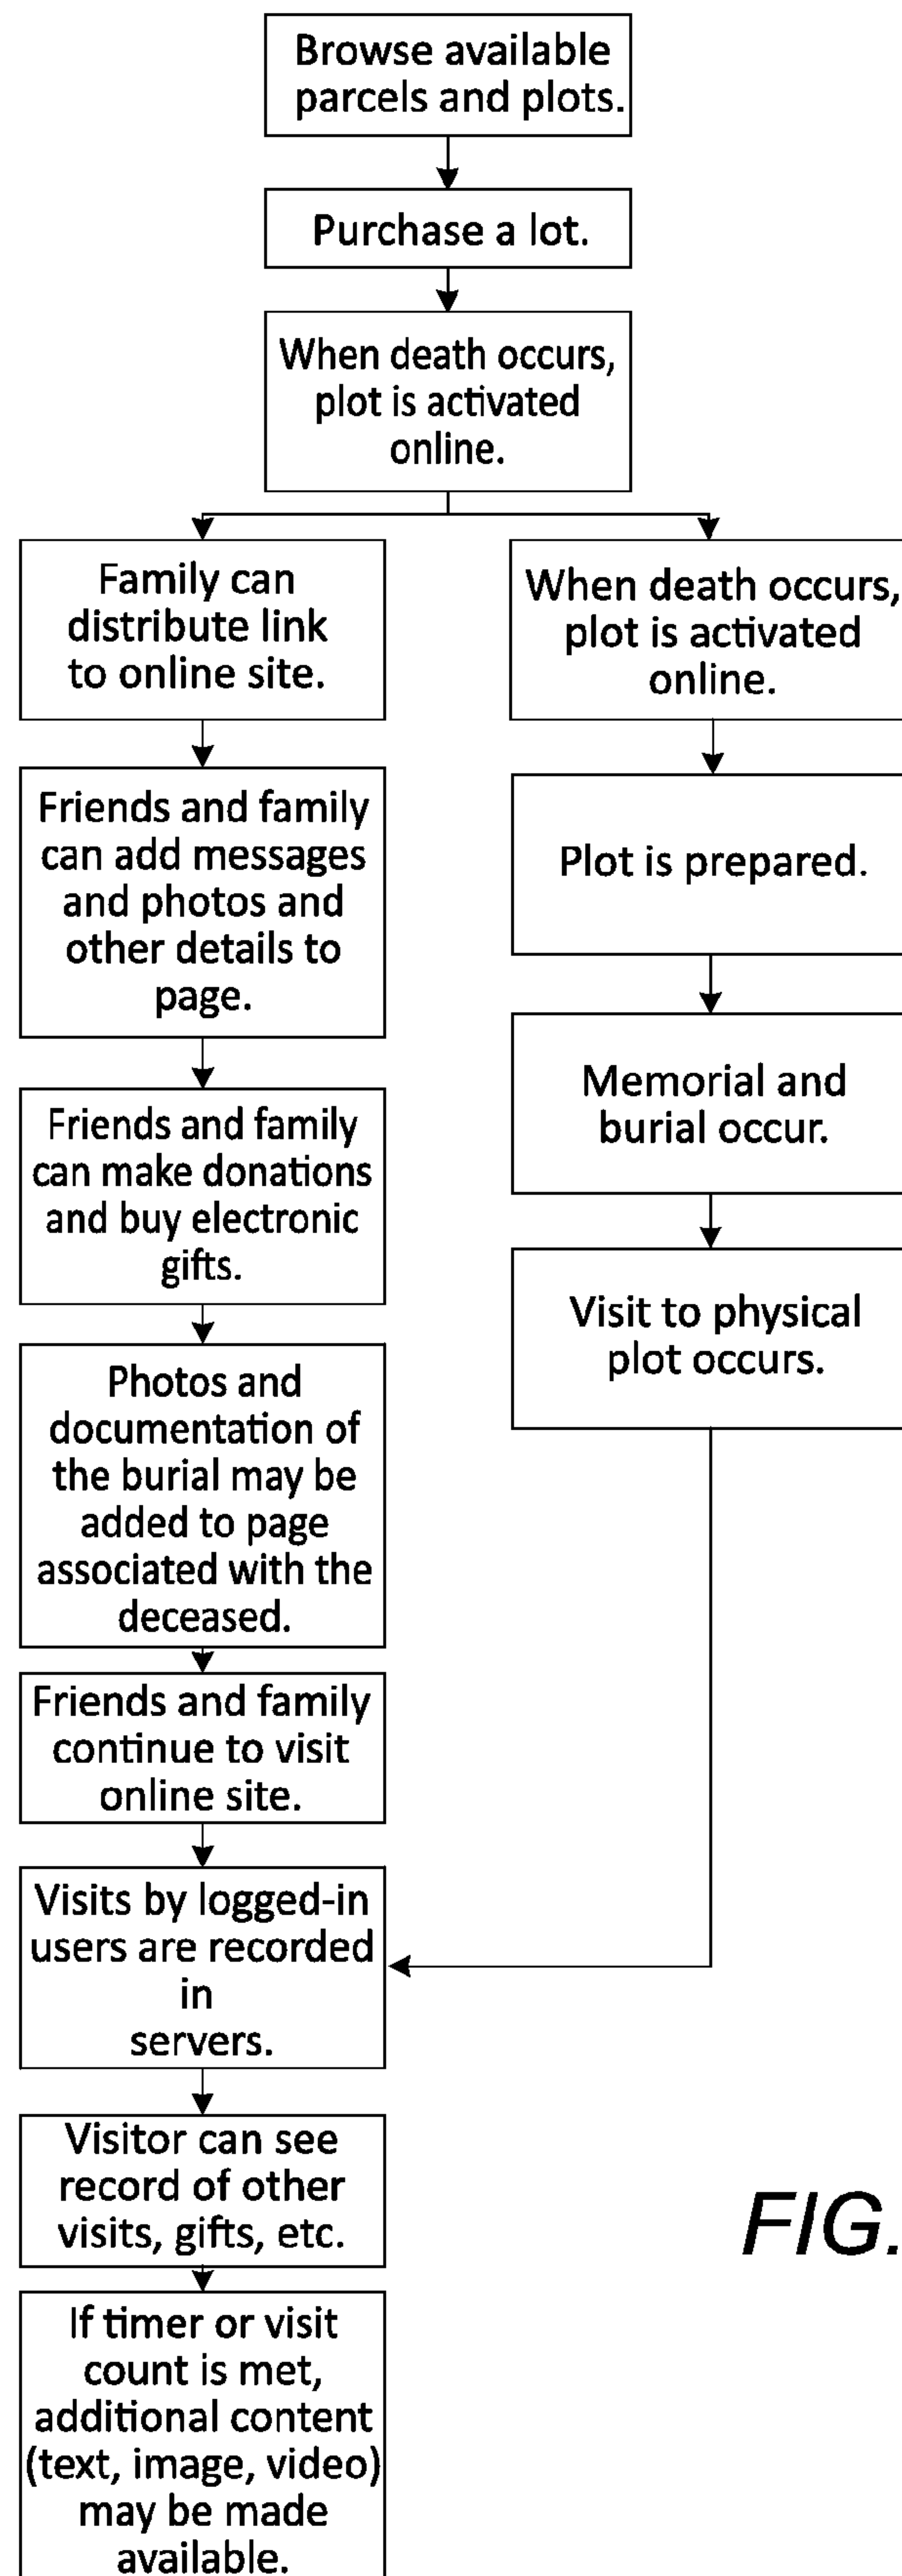 Browse available
parcels and plots.
Purchase a lot.
When death occurs,
plot is activated
online.
Family can
distribute link
to online site.
Friends and family
can add messages
and photos and
other details to
page.
Friends and family
can make donations
and buy electronic
gifts.
Photos and
documentation of
the burial may be
added to page
associated with the
deceased.
Friends and family
continue to visit
online site.
When death occurs,
plot is activated
online.
Plot is prepared.
Memorial and
burial occur.
Visit to physical
plot occurs.
Visits by logged-in
users are recorded
in
servers.
Visitor can see
record of other
visits, gifts, etc.
If timer or visit
count is met,
additional content
(text, image, video)
may be made
available.
FIG.